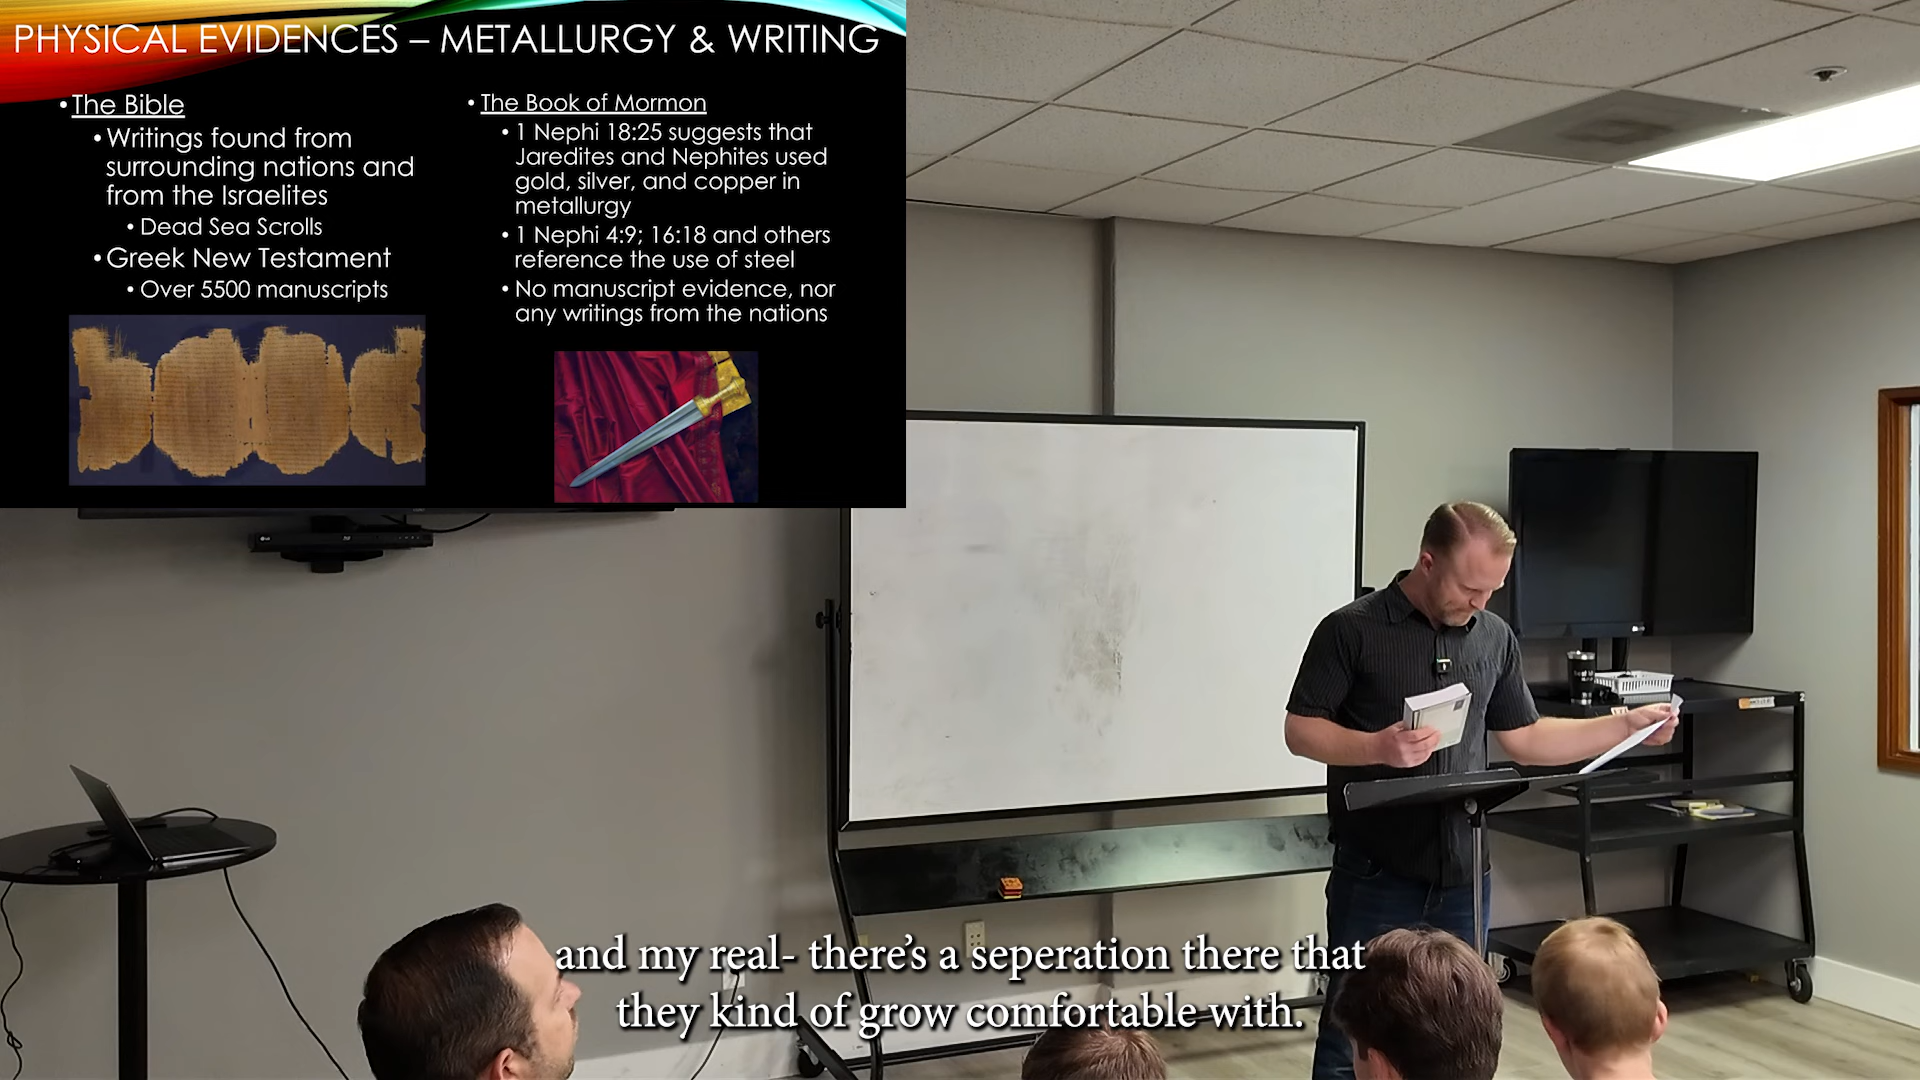 PHYSICAL EVIDENCES – METALLURGY & WRITING
• The Bible
• Writings found from
surrounding nations and
from the Israelites
• Dead Sea Scrolls
• Greek New Testament
• Over 5500 manuscripts
• The Book of Mormon
• 1 Nephi 18:25 suggests that
Jaredites and Nephites used
gold, silver, and copper in
metallurgy
• 1 Nephi 4:9; 16:18 and others
reference the use of steel
• No manuscript evidence, nor
any writings from the nations
and my real- there's a seperation there that
they kind of grow comfortable with.